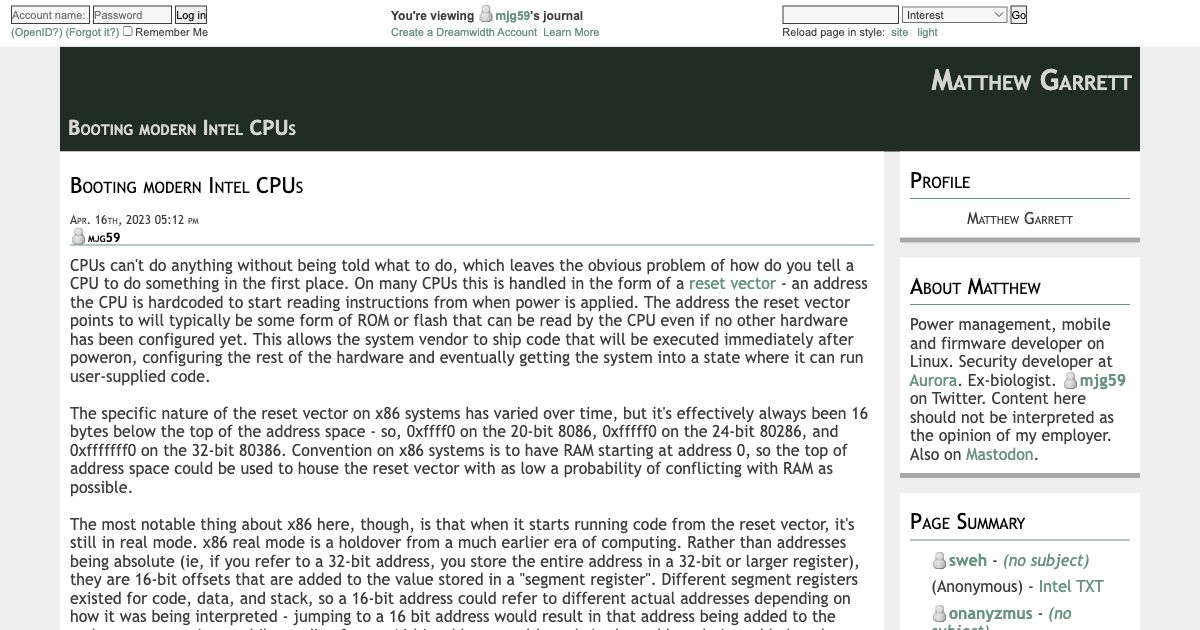 Account name: Password Log in
(OpenID?) (Forgot it?) Remember Me
You're viewing mjg59's journal
Create a Dreamwidth Account Learn More
Interest Go
Reload page in style: site light
Matthew Garrett
Booting modern Intel CPUs
Booting modern Intel CPUs
Apr. 16th, 2023 05:12 pm
mjg59
CPUs can't do anything without being told what to do, which leaves the obvious problem of how do you tell a
CPU to do something in the first place. On many CPUs this is handled in the form of a reset vector - an address
the CPU is hardcoded to start reading instructions from when power is applied. The address the reset vector
points to will typically be some form of ROM or flash that can be read by the CPU even if no other hardware
has been configured yet. This allows the system vendor to ship code that will be executed immediately after
poweron, configuring the rest of the hardware and eventually getting the system into a state where it can run
user-supplied code.
The specific nature of the reset vector on x86 systems has varied over time, but it's effectively always been 16
bytes below the top of the address space - so, 0xffff0 on the 20-bit 8086, 0xfffff0 on the 24-bit 80286, and
0xfffffff0 on the 32-bit 80386. Convention on x86 systems is to have RAM starting at address 0, so the top of
address space could be used to house the reset vector with as low a probability of conflicting with RAM as
possible.
The most notable thing about x86 here, though, is that when it starts running code from the reset vector, it's
still in real mode. x86 real mode is a holdover from a much earlier era of computing. Rather than addresses
being absolute (ie, if you refer to a 32-bit address, you store the entire address in a 32-bit or larger register),
they are 16-bit offsets that are added to the value stored in a "segment register". Different segment registers
existed for code, data, and stack, so a 16-bit address could refer to different actual addresses depending on
how it was being interpreted - jumping to a 16 bit address would result in that address being added to the
Profile
Matthew Garrett
About Matthew
Power management, mobile
and firmware developer on
Linux. Security developer at
Aurora. Ex-biologist. mjg59
on Twitter. Content here
should not be interpreted as
the opinion of my employer.
Also on Mastodon.
Page Summary
sweh - (no subject)
(Anonymous) - Intel TXT
onanyzmus - (no
subject)